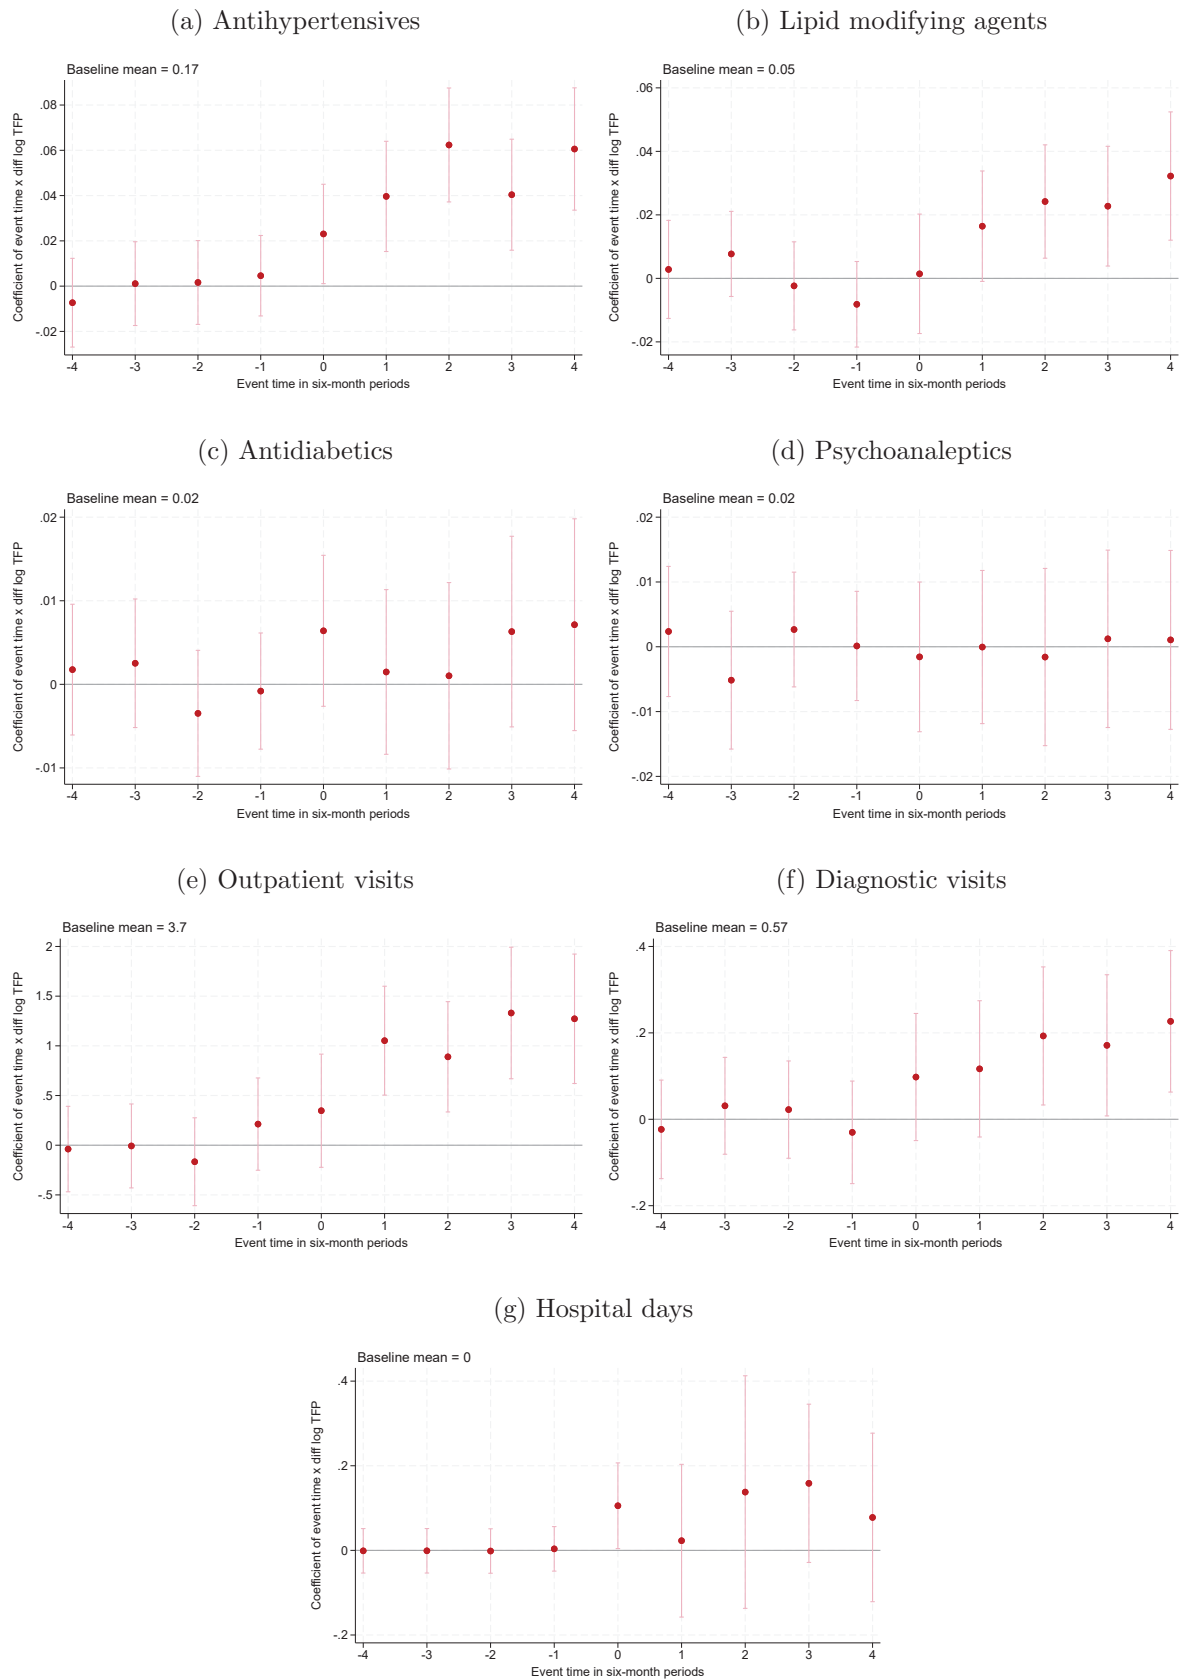 (a) Antihypertensives
Baseline mean = 0.17
Coefficient of event time x diff log TFP
.08
.06
.04
.02
0
-.02
-4 -3 -2 -1 0 1 2 3 4
Event time in six-month periods
(b) Lipid modifying agents
Baseline mean = 0.05
Coefficient of event time x diff log TFP
.06
.04
.02
0
-.02
-4 -3 -2 -1 0 1 2 3 4
Event time in six-month periods
(c) Antidiabetics
Baseline mean = 0.02
Coefficient of event time x diff log TFP
.02
.01
0
-.01
-4 -3 -2 -1 0 1 2 3 4
Event time in six-month periods
(d) Psychoanaleptics
Baseline mean = 0.02
Coefficient of event time x diff log TFP
.02
.01
0
-.01
-.02
-4 -3 -2 -1 0 1 2 3 4
Event time in six-month periods
(e) Outpatient visits
Baseline mean = 3.7
Coefficient of event time x diff log TFP
2
1.5
1
.5
0
-.5
-4 -3 -2 -1 0 1 2 3 4
Event time in six-month periods
(f) Diagnostic visits
Baseline mean = 0.57
Coefficient of event time x diff log TFP
.4
.2
0
-.2
-4 -3 -2 -1 0 1 2 3 4
Event time in six-month periods
(g) Hospital days
Baseline mean = 0
Coefficient of event time x diff log TFP
.4
.2
0
-.2
-4 -3 -2 -1 0 1 2 3 4
Event time in six-month periods